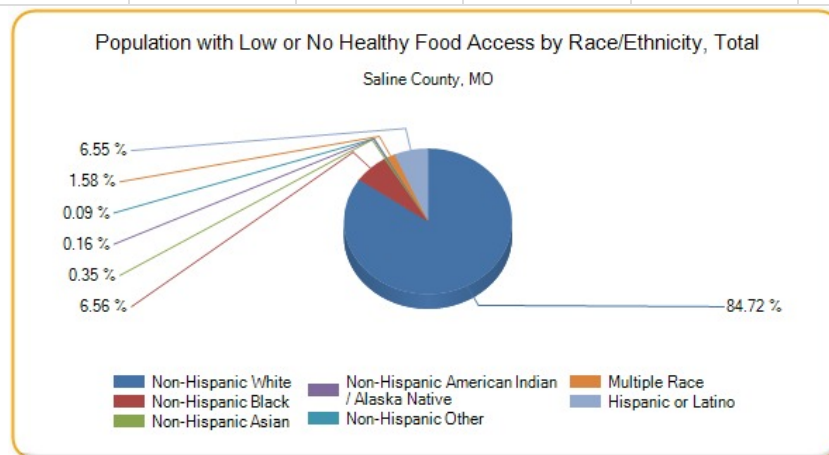 Population with Low or No Healthy Food Access by Race/Ethnicity, Total
Saline County, MO
6.55 %
1.58 %
0.09 %
0.16 %
0.35 %
6.56 %
84.72 %
Non-Hispanic White
Non-Hispanic Black
Non-Hispanic Asian
Non-Hispanic American Indian
/ Alaska Native
Non-Hispanic Other
Multiple Race
Hispanic or Latino